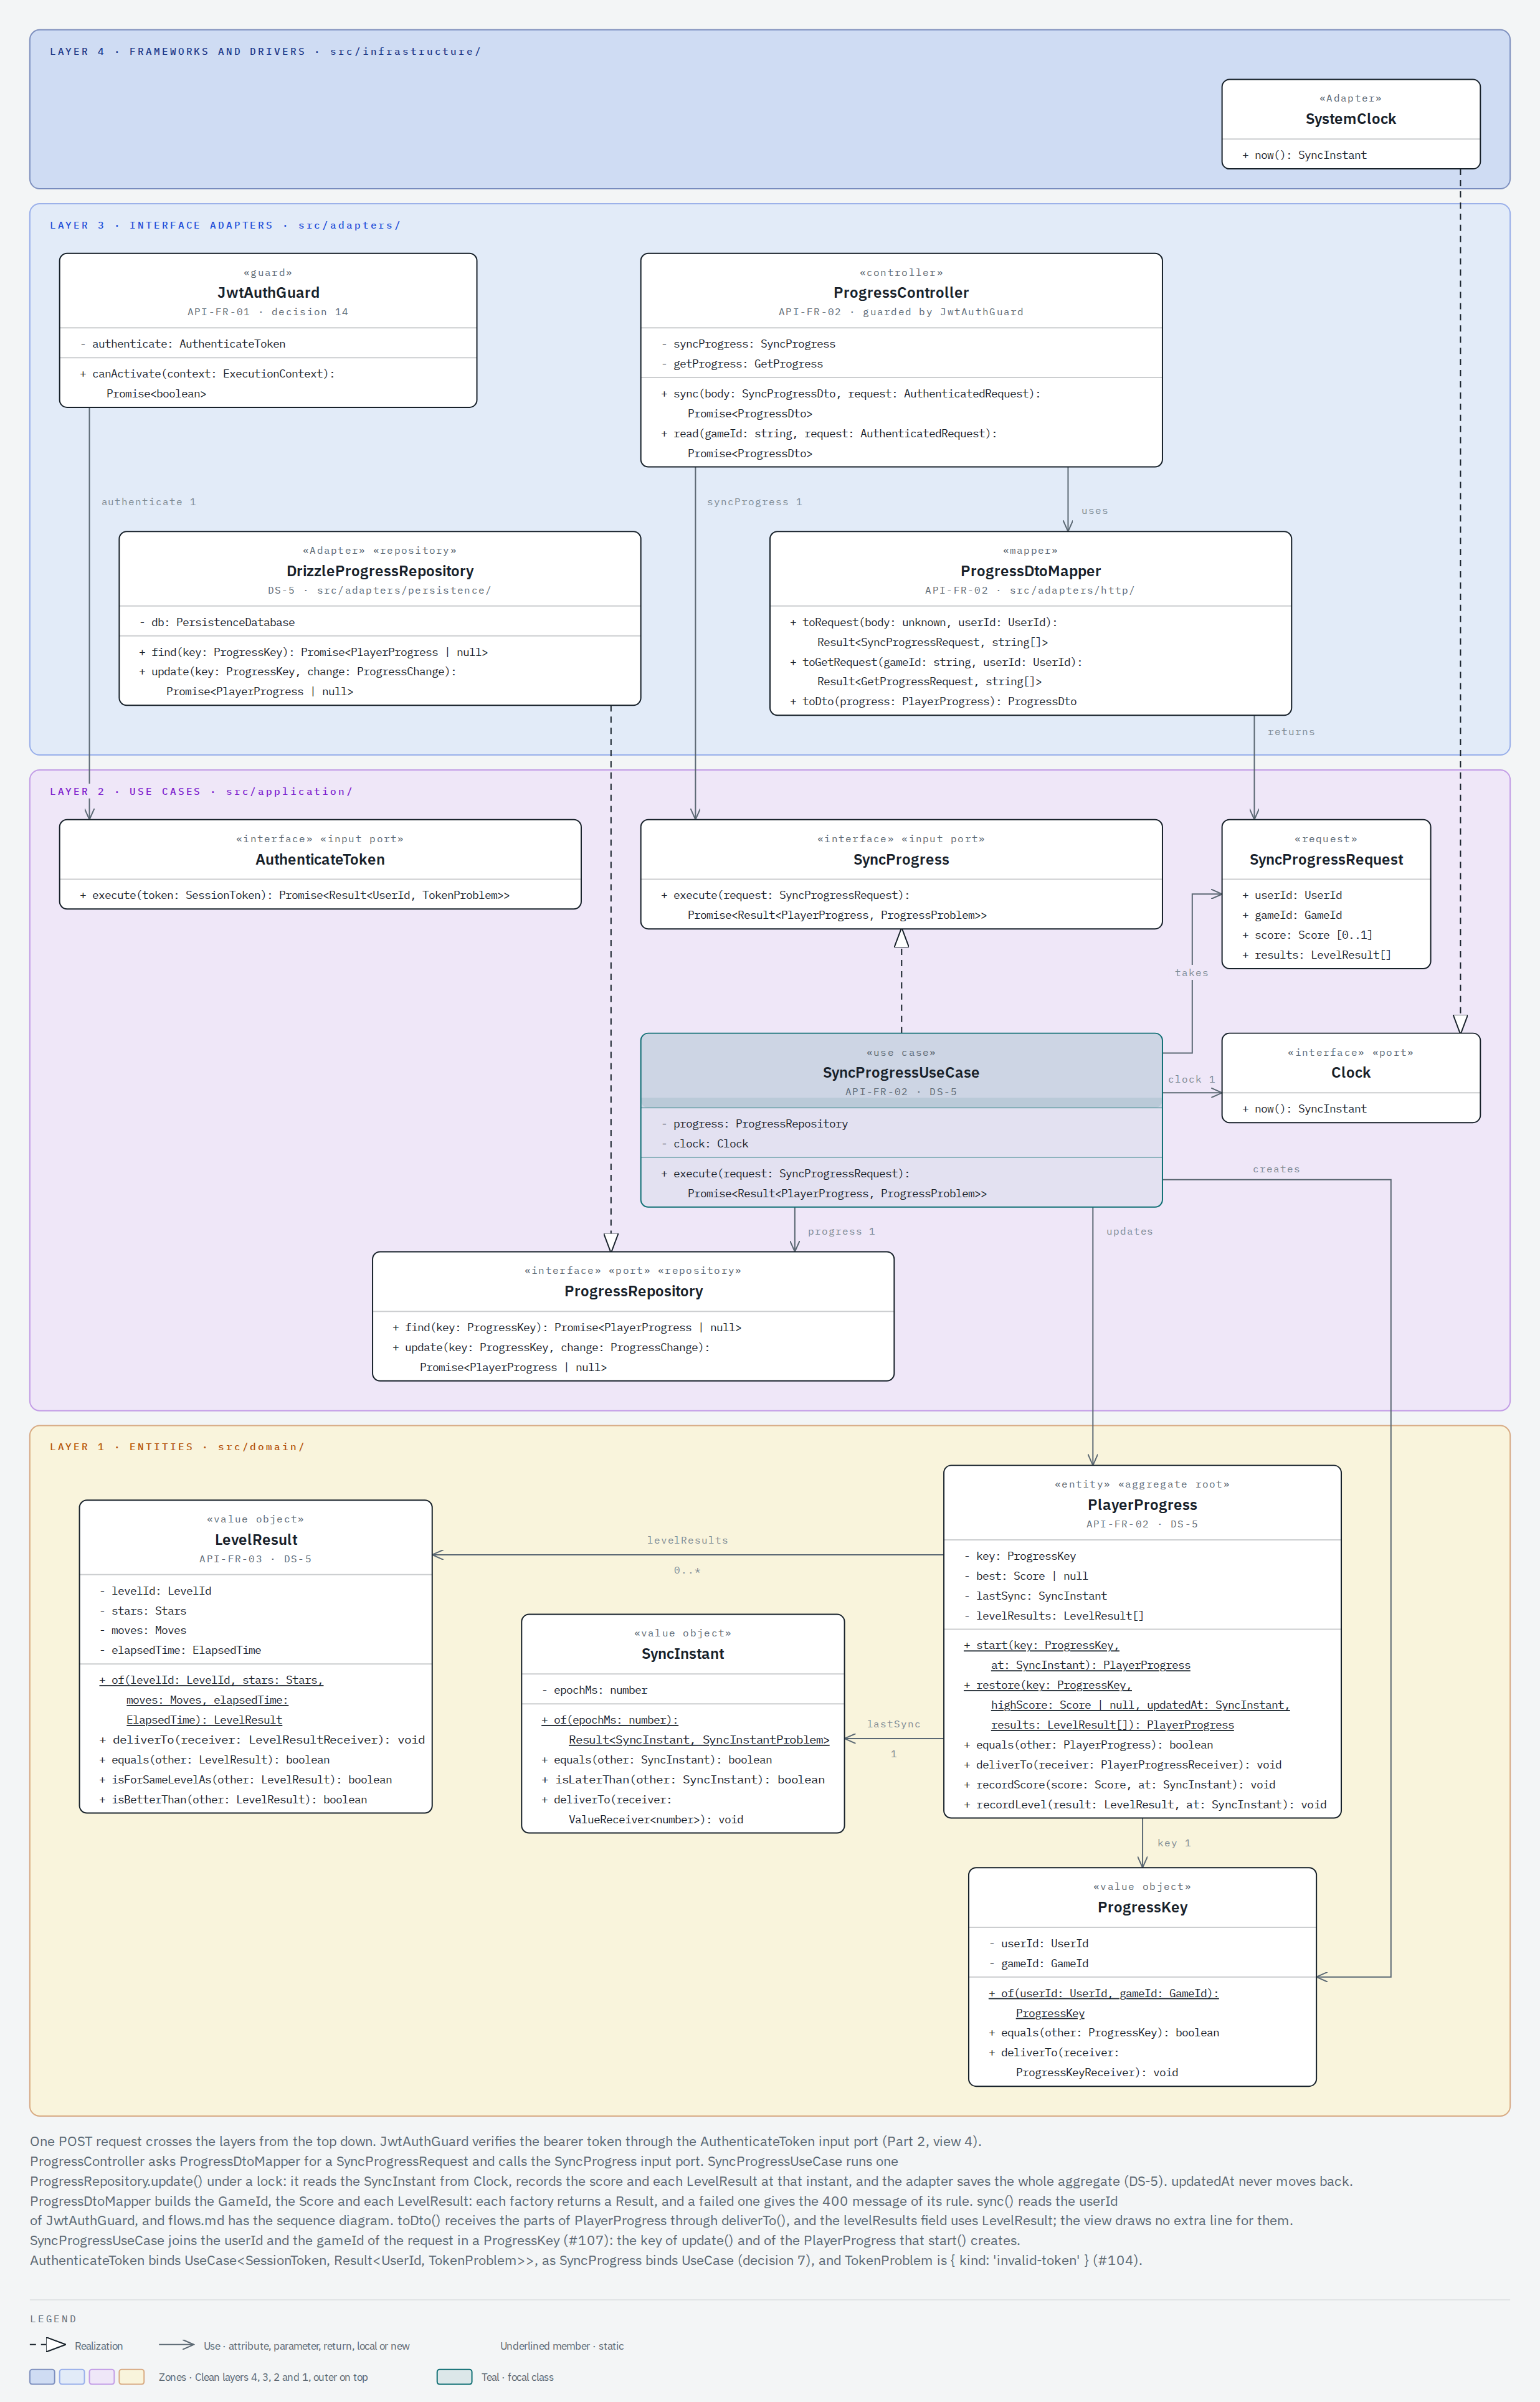 LAYER 4 · FRAMEWORKS AND DRIVERS · src/infrastructure/
«Adapter»
SystemClock
+ now(): SyncInstant
LAYER 3 · INTERFACE ADAPTERS · src/adapters/
«guard»
JwtAuthGuard
API-FR-01 · decision 14
- authenticate: AuthenticateToken
+ canActivate(context: ExecutionContext):
Promise<boolean>
«controller»
ProgressController
API-FR-02 · guarded by JwtAuthGuard
- syncProgress: SyncProgress
- getProgress: GetProgress
+ sync(body: SyncProgressDto, request: AuthenticatedRequest):
Promise<ProgressDto>
+ read(gameId: string, request: AuthenticatedRequest):
Promise<ProgressDto>
authenticate 1
syncProgress 1
uses
«Adapter» «repository»
DrizzleProgressRepository
DS-5 · src/adapters/persistence/
- db: PersistenceDatabase
+ find(key: ProgressKey): Promise<PlayerProgress | null>
+ update(key: ProgressKey, change: ProgressChange):
Promise<PlayerProgress | null>
«mapper»
ProgressDtoMapper
API-FR-02 · src/adapters/http/
+ toRequest(body: unknown, userId: UserId):
Result<SyncProgressRequest, string[]>
+ toGetRequest(gameId: string, userId: UserId):
Result<GetProgressRequest, string[]>
+ toDto(progress: PlayerProgress): ProgressDto
returns
LAYER 2 · USE CASES · src/application/
«interface» «input port»
AuthenticateToken
+ execute(token: SessionToken): Promise<Result<UserId, TokenProblem>>
«interface» «input port»
SyncProgress
+ execute(request: SyncProgressRequest):
Promise<Result<PlayerProgress, ProgressProblem>>
«request»
SyncProgressRequest
+ userId: UserId
+ gameId: GameId
+ score: Score [0..1]
+ results: LevelResult[]
takes
«use case»
SyncProgressUseCase
API-FR-02 · DS-5
- progress: ProgressRepository
- clock: Clock
+ execute(request: SyncProgressRequest):
Promise<Result<PlayerProgress, ProgressProblem>>
clock 1
«interface» «port»
Clock
+ now(): SyncInstant
creates
progress 1
updates
«interface» «port» «repository»
ProgressRepository
+ find(key: ProgressKey): Promise<PlayerProgress | null>
+ update(key: ProgressKey, change: ProgressChange):
Promise<PlayerProgress | null>
LAYER 1 · ENTITIES · src/domain/
«value object»
LevelResult
API-FR-03 · DS-5
- levelId: LevelId
- stars: Stars
- moves: Moves
- elapsedTime: ElapsedTime
+ of(levelId: LevelId, stars: Stars,
moves: Moves, elapsedTime:
ElapsedTime): LevelResult
+ deliverTo(receiver: LevelResultReceiver): void
+ equals(other: LevelResult): boolean
+ isForSameLevelAs(other: LevelResult): boolean
+ isBetterThan(other: LevelResult): boolean
levelResults
0..*
«value object»
SyncInstant
- epochMs: number
+ of(epochMs: number):
Result<SyncInstant, SyncInstantProblem>
+ equals(other: SyncInstant): boolean
+ isLaterThan(other: SyncInstant): boolean
+ deliverTo(receiver:
ValueReceiver<number>): void
lastSync
1
«entity» «aggregate root»
PlayerProgress
API-FR-02 · DS-5
- key: ProgressKey
- best: Score | null
- lastSync: SyncInstant
- levelResults: LevelResult[]
+ start(key: ProgressKey,
at: SyncInstant): PlayerProgress
+ restore(key: ProgressKey,
highScore: Score | null, updatedAt: SyncInstant,
results: LevelResult[]): PlayerProgress
+ equals(other: PlayerProgress): boolean
+ deliverTo(receiver: PlayerProgressReceiver): void
+ recordScore(score: Score, at: SyncInstant): void
+ recordLevel(result: LevelResult, at: SyncInstant): void
key 1
«value object»
ProgressKey
- userId: UserId
- gameId: GameId
+ of(userId: UserId, gameId: GameId):
ProgressKey
+ equals(other: ProgressKey): boolean
+ deliverTo(receiver:
ProgressKeyReceiver): void
One POST request crosses the layers from the top down. JwtAuthGuard verifies the bearer token through the AuthenticateToken input port (Part 2, view 4).
ProgressController asks ProgressDtoMapper for a SyncProgressRequest and calls the SyncProgress input port. SyncProgressUseCase runs one
ProgressRepository.update() under a lock: it reads the SyncInstant from Clock, records the score and each LevelResult at that instant, and the adapter saves the whole aggregate (DS-5). updatedAt never moves back.
ProgressDtoMapper builds the GameId, the Score and each LevelResult: each factory returns a Result, and a failed one gives the 400 message of its rule. sync() reads the userId
of JwtAuthGuard, and flows.md has the sequence diagram. toDto() receives the parts of PlayerProgress through deliverTo(), and the levelResults field uses LevelResult; the view draws no extra line for them.
SyncProgressUseCase joins the userId and the gameId of the request in a ProgressKey (#107): the key of update() and of the PlayerProgress that start() creates.
AuthenticateToken binds UseCase<SessionToken, Result<UserId, TokenProblem>>, as SyncProgress binds UseCase (decision 7), and TokenProblem is { kind: 'invalid-token' } (#104).
LEGEND
Realization
Use · attribute, parameter, return, local or new
Underlined member · static
Zones · Clean layers 4, 3, 2 and 1, outer on top
Teal · focal class